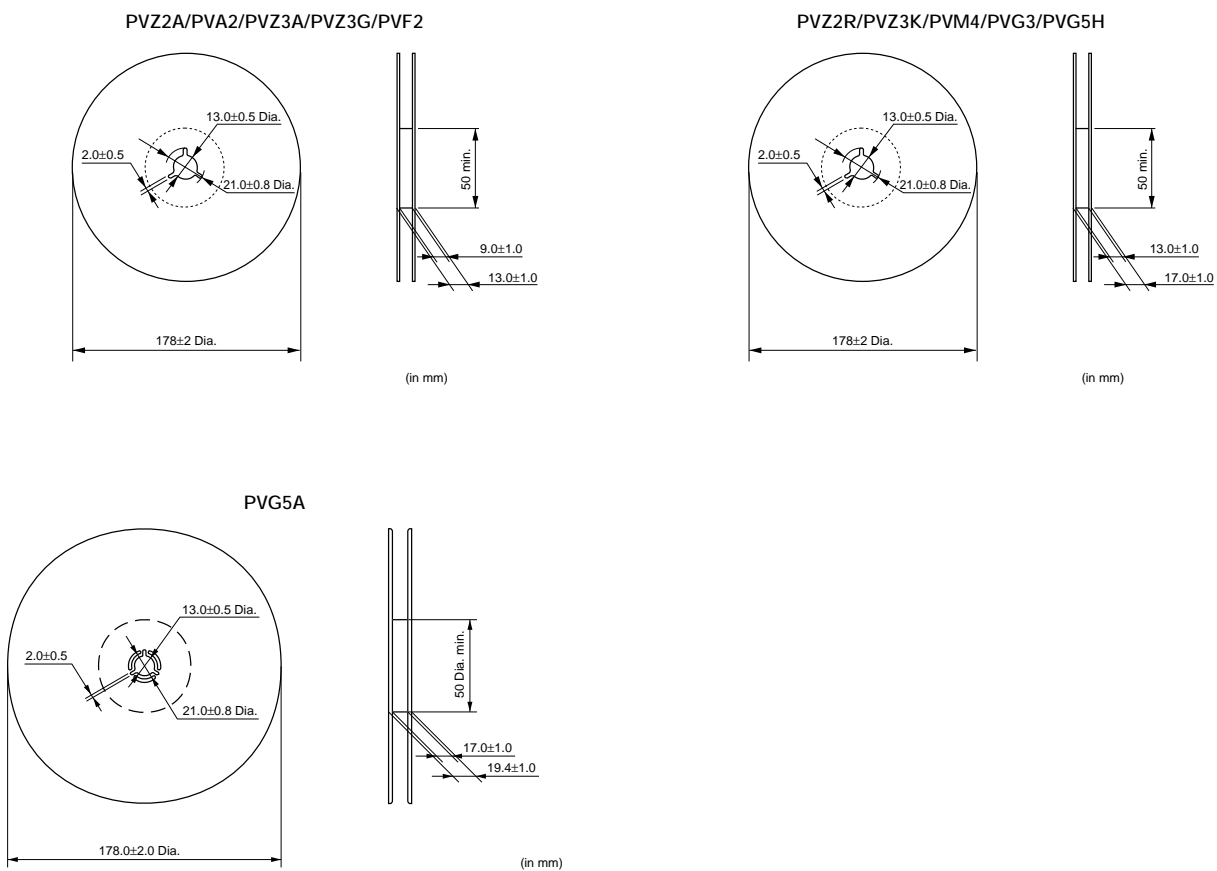 PVZ2A/PVA2/PVZ3A/PVZ3G/PVF2
13.0±0.5 Dia.
2.0±0.5
21.0±0.8 Dia.
50 min.
9.0±1.0
13.0±1.0
178±2 Dia.
(in mm)
PVZ2R/PVZ3K/PVM4/PVG3/PVG5H
13.0±0.5 Dia.
2.0±0.5
21.0±0.8 Dia.
50 min.
13.0±1.0
17.0±1.0
178±2 Dia.
(in mm)
PVG5A
13.0±0.5 Dia.
2.0±0.5
21.0±0.8 Dia.
50 Dia. min.
17.0±1.0
19.4±1.0
178.0±2.0 Dia.
(in mm)